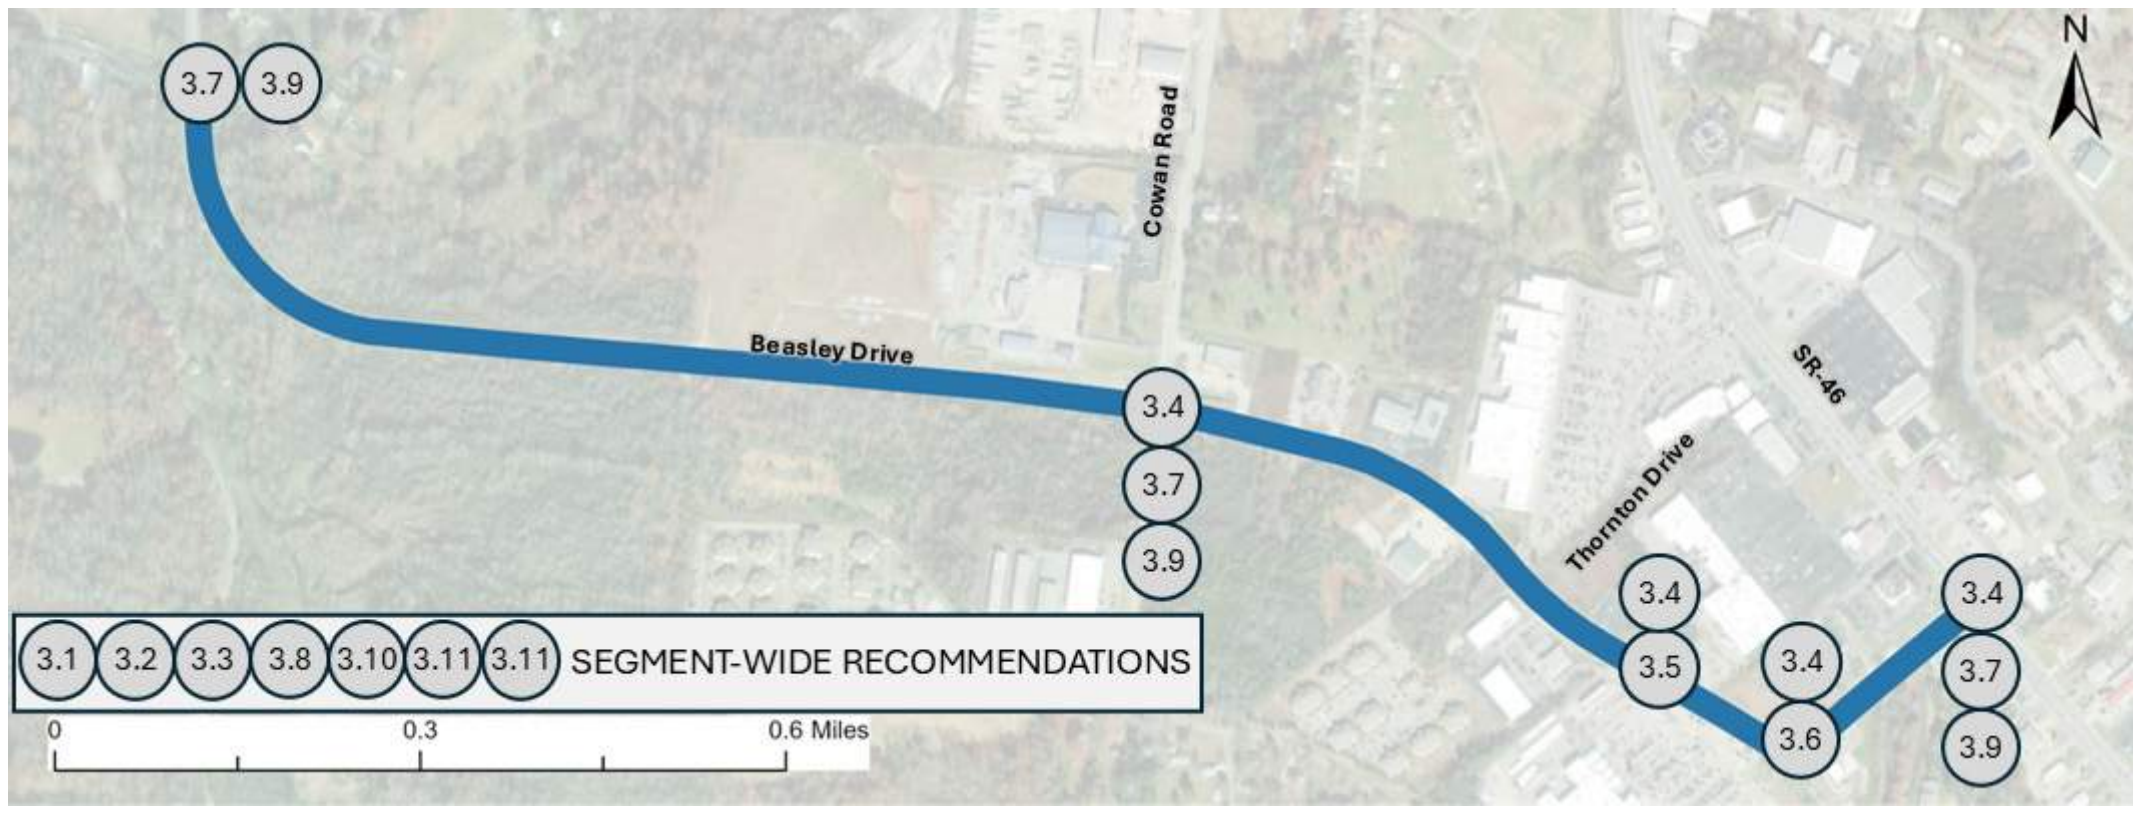 N
3.7 3.9
Cowan Road
Beasley Drive
SR-46
3.4
3.7
3.9
Thornton Drive
3.4
3.5
3.4
3.6
3.4
3.7
3.9
3.1 3.2 3.3 3.8 3.10 3.11 3.11 SEGMENT-WIDE RECOMMENDATIONS
0 0.3 0.6 Miles